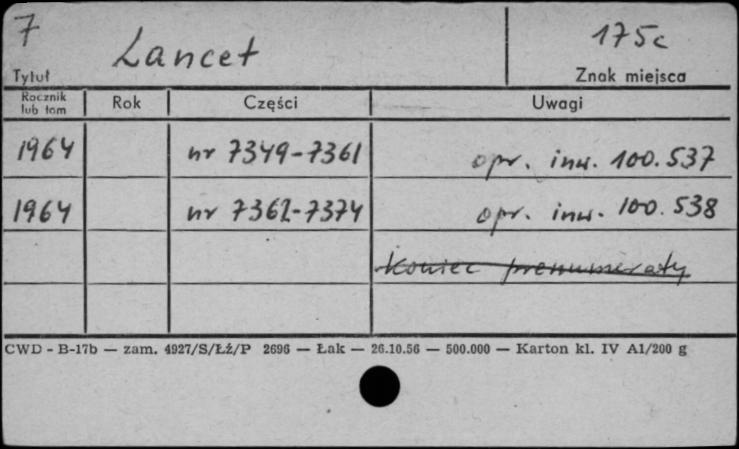 7
Lancet
175c
Tytuł
Znak miejsca
Rocznik lub tom
Rok
Części
Uwagi
1964 nr 7349-7361 opr. inw. 100.537
1964 nr 7362-7374 opr. inw. 100.538
Koniec prenumeraty
CWD - B-17b — zam. 4927/S/ŁŹ/P 2696 — Łak — 26.10.56 — 500.000 — Karton kl. IV A1/200 g